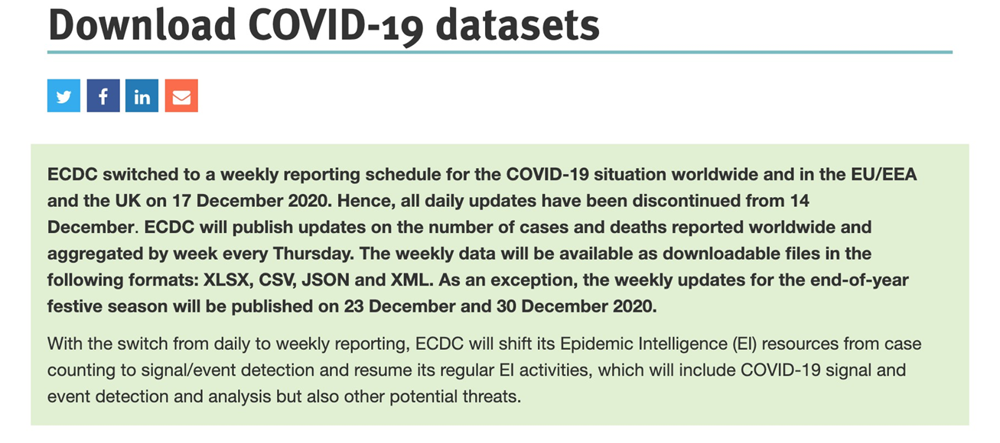 Download COVID-19 datasets
f
in
ECDC switched to a weekly reporting schedule for the COVID-19 situation worldwide and in the EU/EEA
and the UK on 17 December 2020. Hence, all daily updates have been discontinued from 14
December. ECDC will publish updates on the number of cases and deaths reported worldwide and
aggregated by week every Thursday. The weekly data will be available as downloadable files in the
following formats: XLSX, CSV, JSON and XML. As an exception, the weekly updates for the end-of-year
festive season will be published on 23 December and 30 December 2020.
With the switch from daily to weekly reporting, ECDC will shift its Epidemic Intelligence (EI) resources from case
counting to signal/event detection and resume its regular EI activities, which will include COVID-19 signal and
event detection and analysis but also other potential threats.